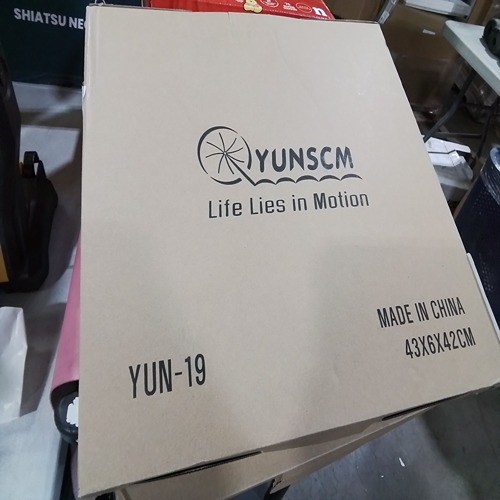 SHIATSU NE
YUNSCM
Life Lies in Motion
MADE IN CHINA
43X6X42CM
YUN-19